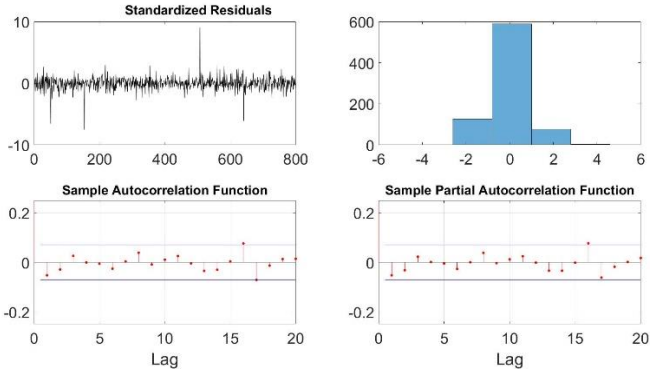 Standardized Residuals
10
0
-10
0 200 400 600 800
600
400
200
0
-6 -4 -2 0 2 4 6
Sample Autocorrelation Function
0.2
0
-0.2
0 5 10 15 20
Lag
Sample Partial Autocorrelation Function
0.2
0
-0.2
0 5 10 15 20
Lag